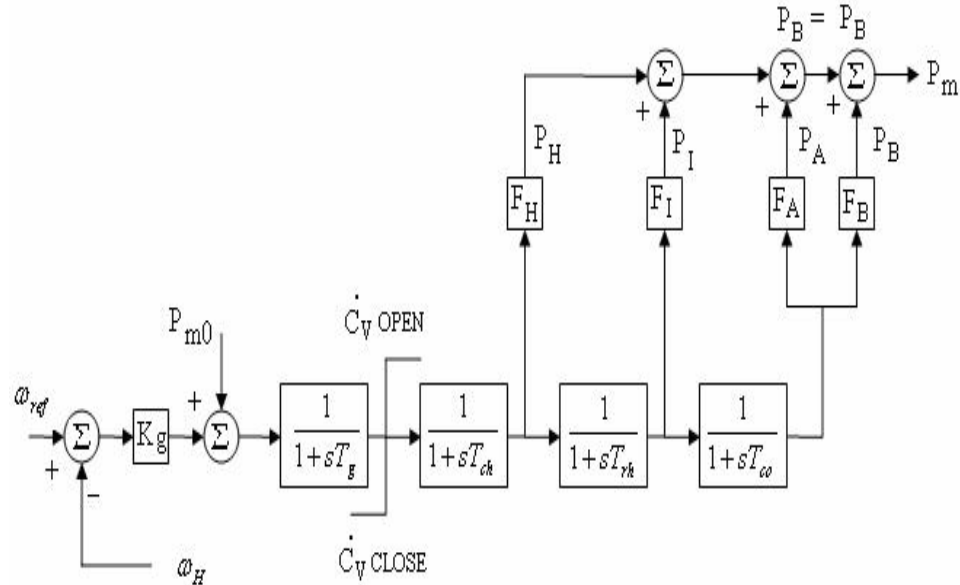 P_B = P_B
Σ
Σ
Σ
P_m
+
+
+
P_H
P_I
P_A
P_B
F_H
F_I
F_A
F_B
Ċ_V OPEN
P_m0
ω_ref
Σ
Kg
+
Σ
1
1+sT_g
1
1+sT_ch
1
1+sT_rh
1
1+sT_co
+
−
ω_H
Ċ_V CLOSE